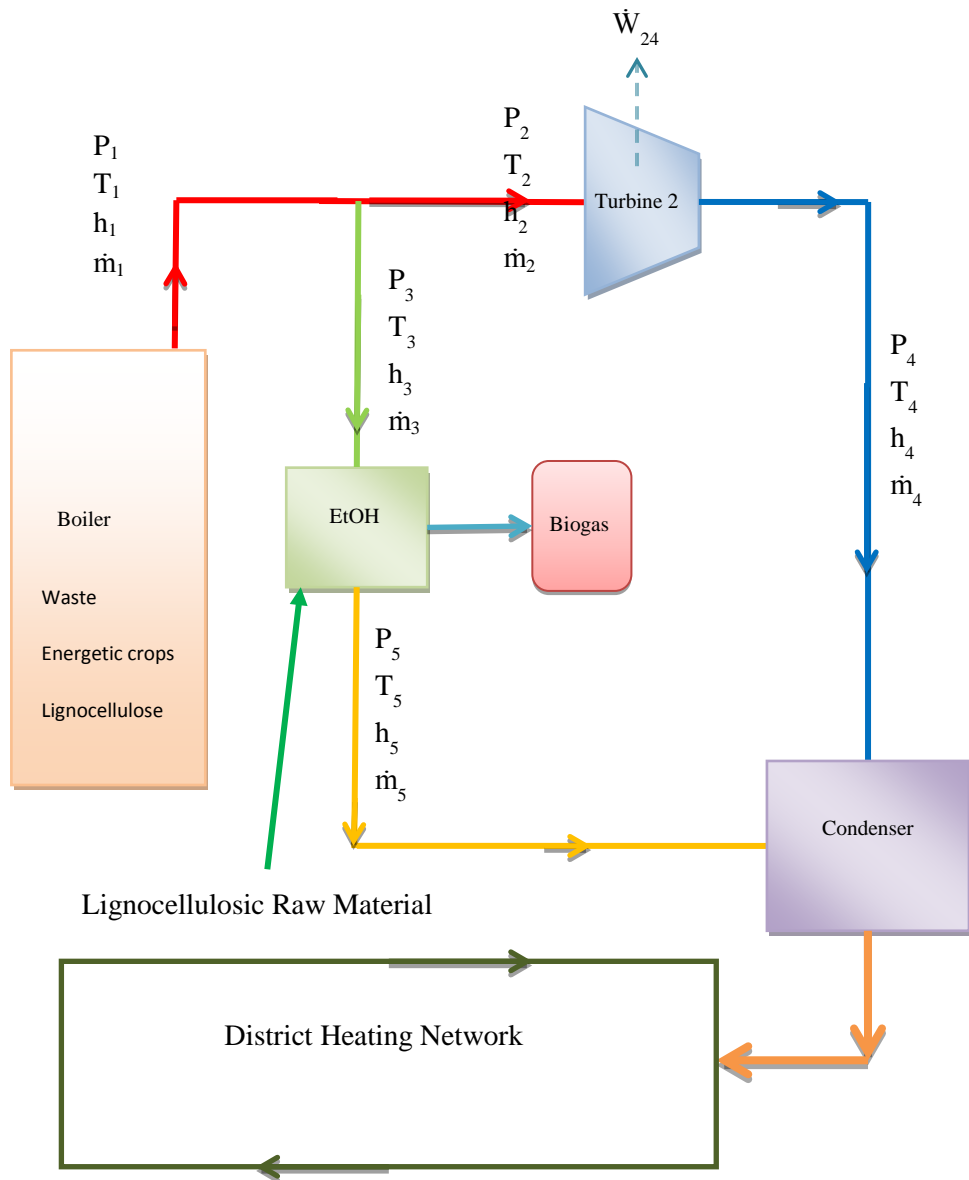 Ẇ24
P1
T1
h1
ṁ1
P2
T2
h2
ṁ2
Turbine 2
P3
T3
h3
ṁ3
P4
T4
h4
ṁ4
Boiler
Waste
Energetic crops
Lignocellulose
EtOH
Biogas
P5
T5
h5
ṁ5
Condenser
Lignocellulosic Raw Material
District Heating Network